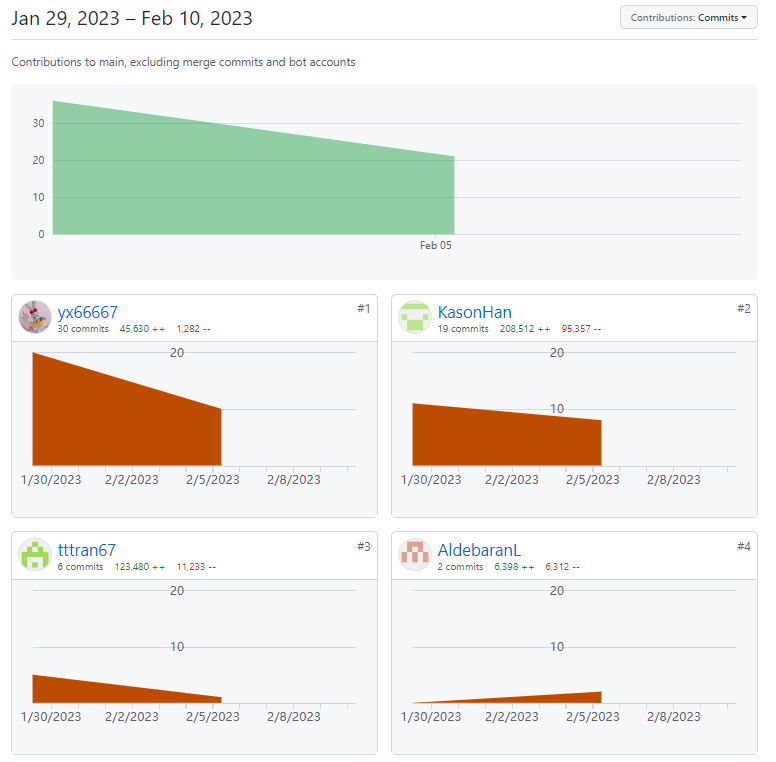 Jan 29, 2023 – Feb 10, 2023
Contributions: Commits
Contributions to main, excluding merge commits and bot accounts
30
20
10
0
Feb 05
yx66667
#1
30 commits 45,630 ++ 1,282 --
20
1/30/2023 2/2/2023 2/5/2023 2/8/2023
KasonHan
#2
19 commits 208,512 ++ 95,357 --
20
10
1/30/2023 2/2/2023 2/5/2023 2/8/2023
tttran67
#3
6 commits 123,480 ++ 11,233 --
20
10
1/30/2023 2/2/2023 2/5/2023 2/8/2023
AldebaranL
#4
2 commits 6,398 ++ 6,312 --
20
10
1/30/2023 2/2/2023 2/5/2023 2/8/2023